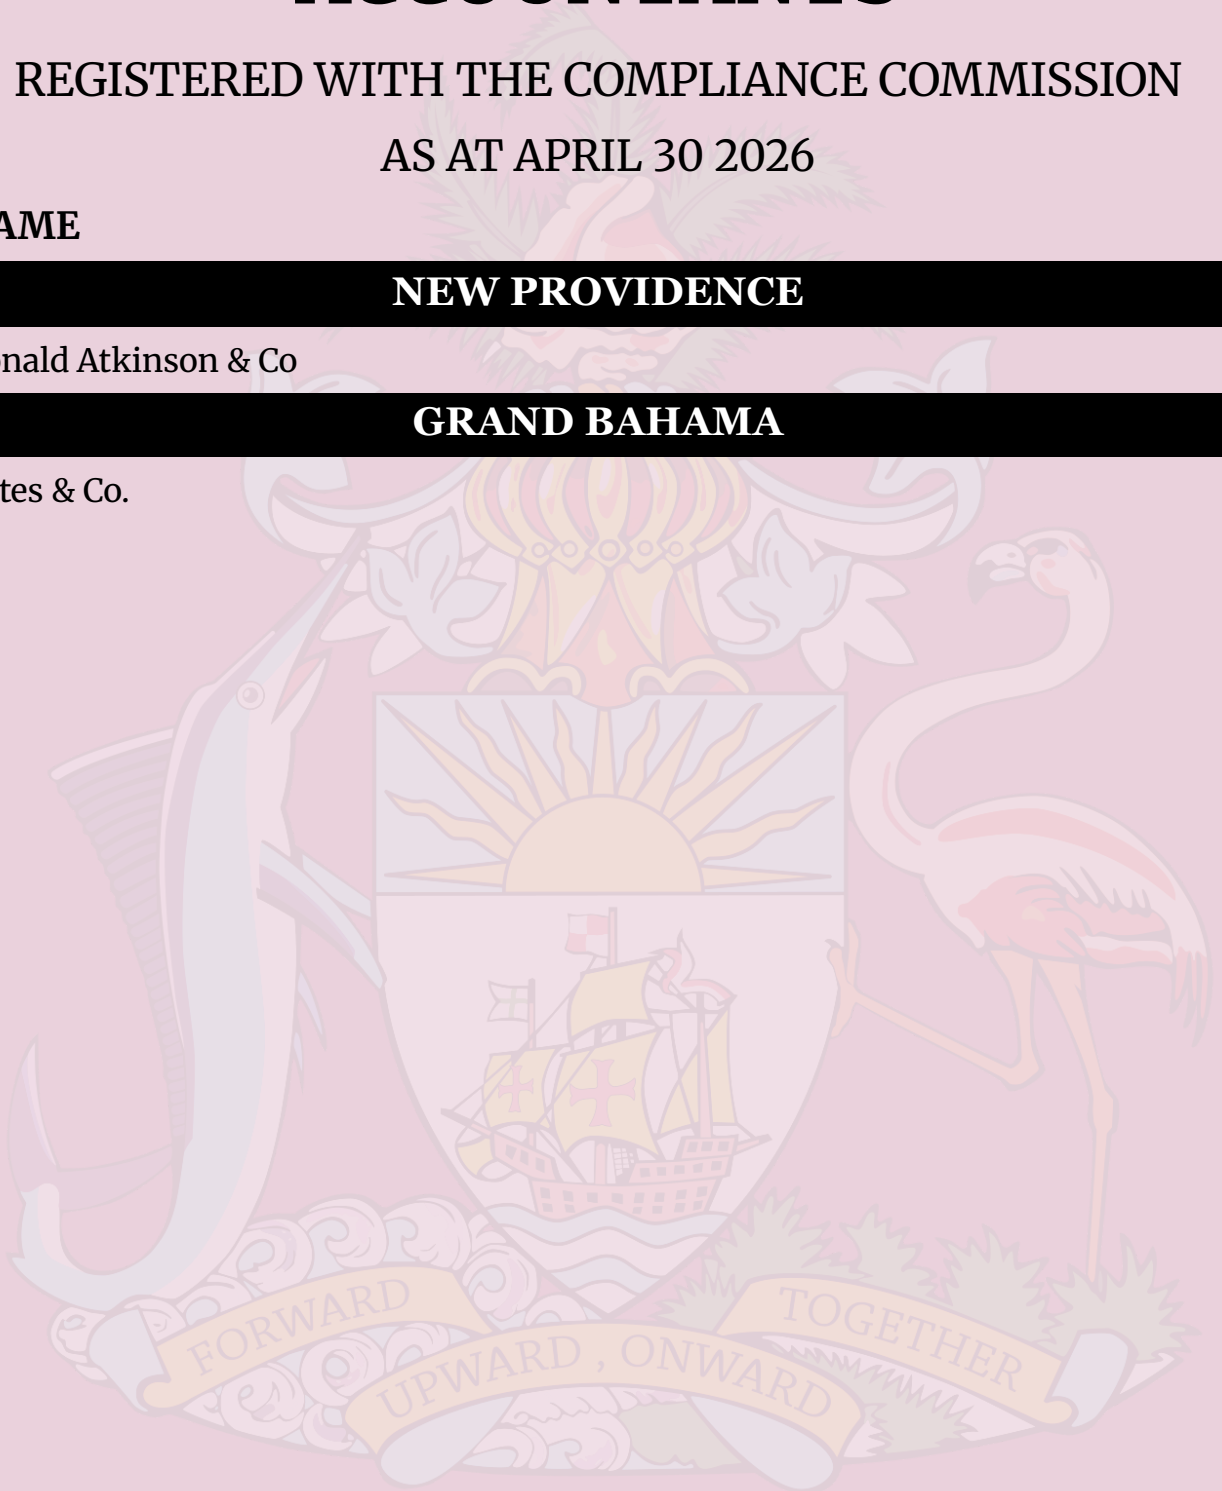 REGISTERED WITH THE COMPLIANCE COMMISSION
AS AT APRIL 30 2026
NEW PROVIDENCE
Atkinson & Co
GRAND BAHAMA
& Co.
FORWARD
UPWARD , ONWARD
TOGETHER